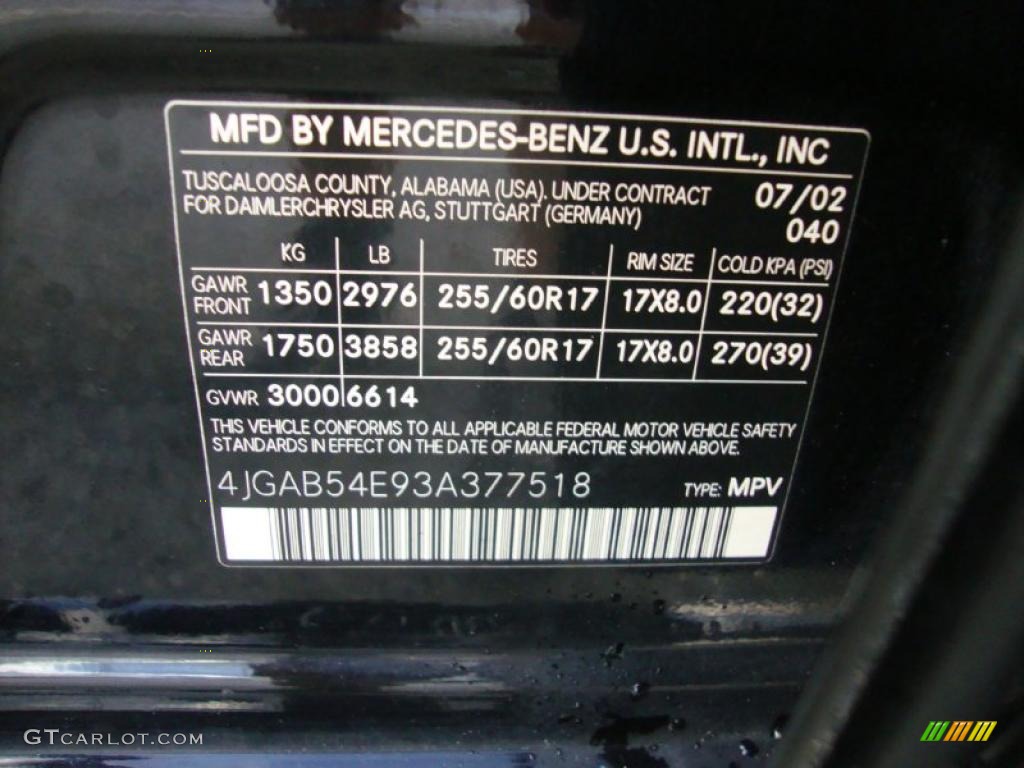 MFD BY MERCEDES-BENZ U.S. INTL., INC
TUSCALOOSA COUNTY, ALABAMA (USA). UNDER CONTRACT 07/02
FOR DAIMLERCHRYSLER AG, STUTTGART (GERMANY) 040
KG LB TIRES RIM SIZE COLD KPA (PSI)
GAWR FRONT 1350 2976 255/60R17 17X8.0 220(32)
GAWR REAR 1750 3858 255/60R17 17X8.0 270(39)
GVWR 3000 6614
THIS VEHICLE CONFORMS TO ALL APPLICABLE FEDERAL MOTOR VEHICLE SAFETY
STANDARDS IN EFFECT ON THE DATE OF MANUFACTURE SHOWN ABOVE.
4JGAB54E93A377518 TYPE: MPV
GTCARLOT.COM